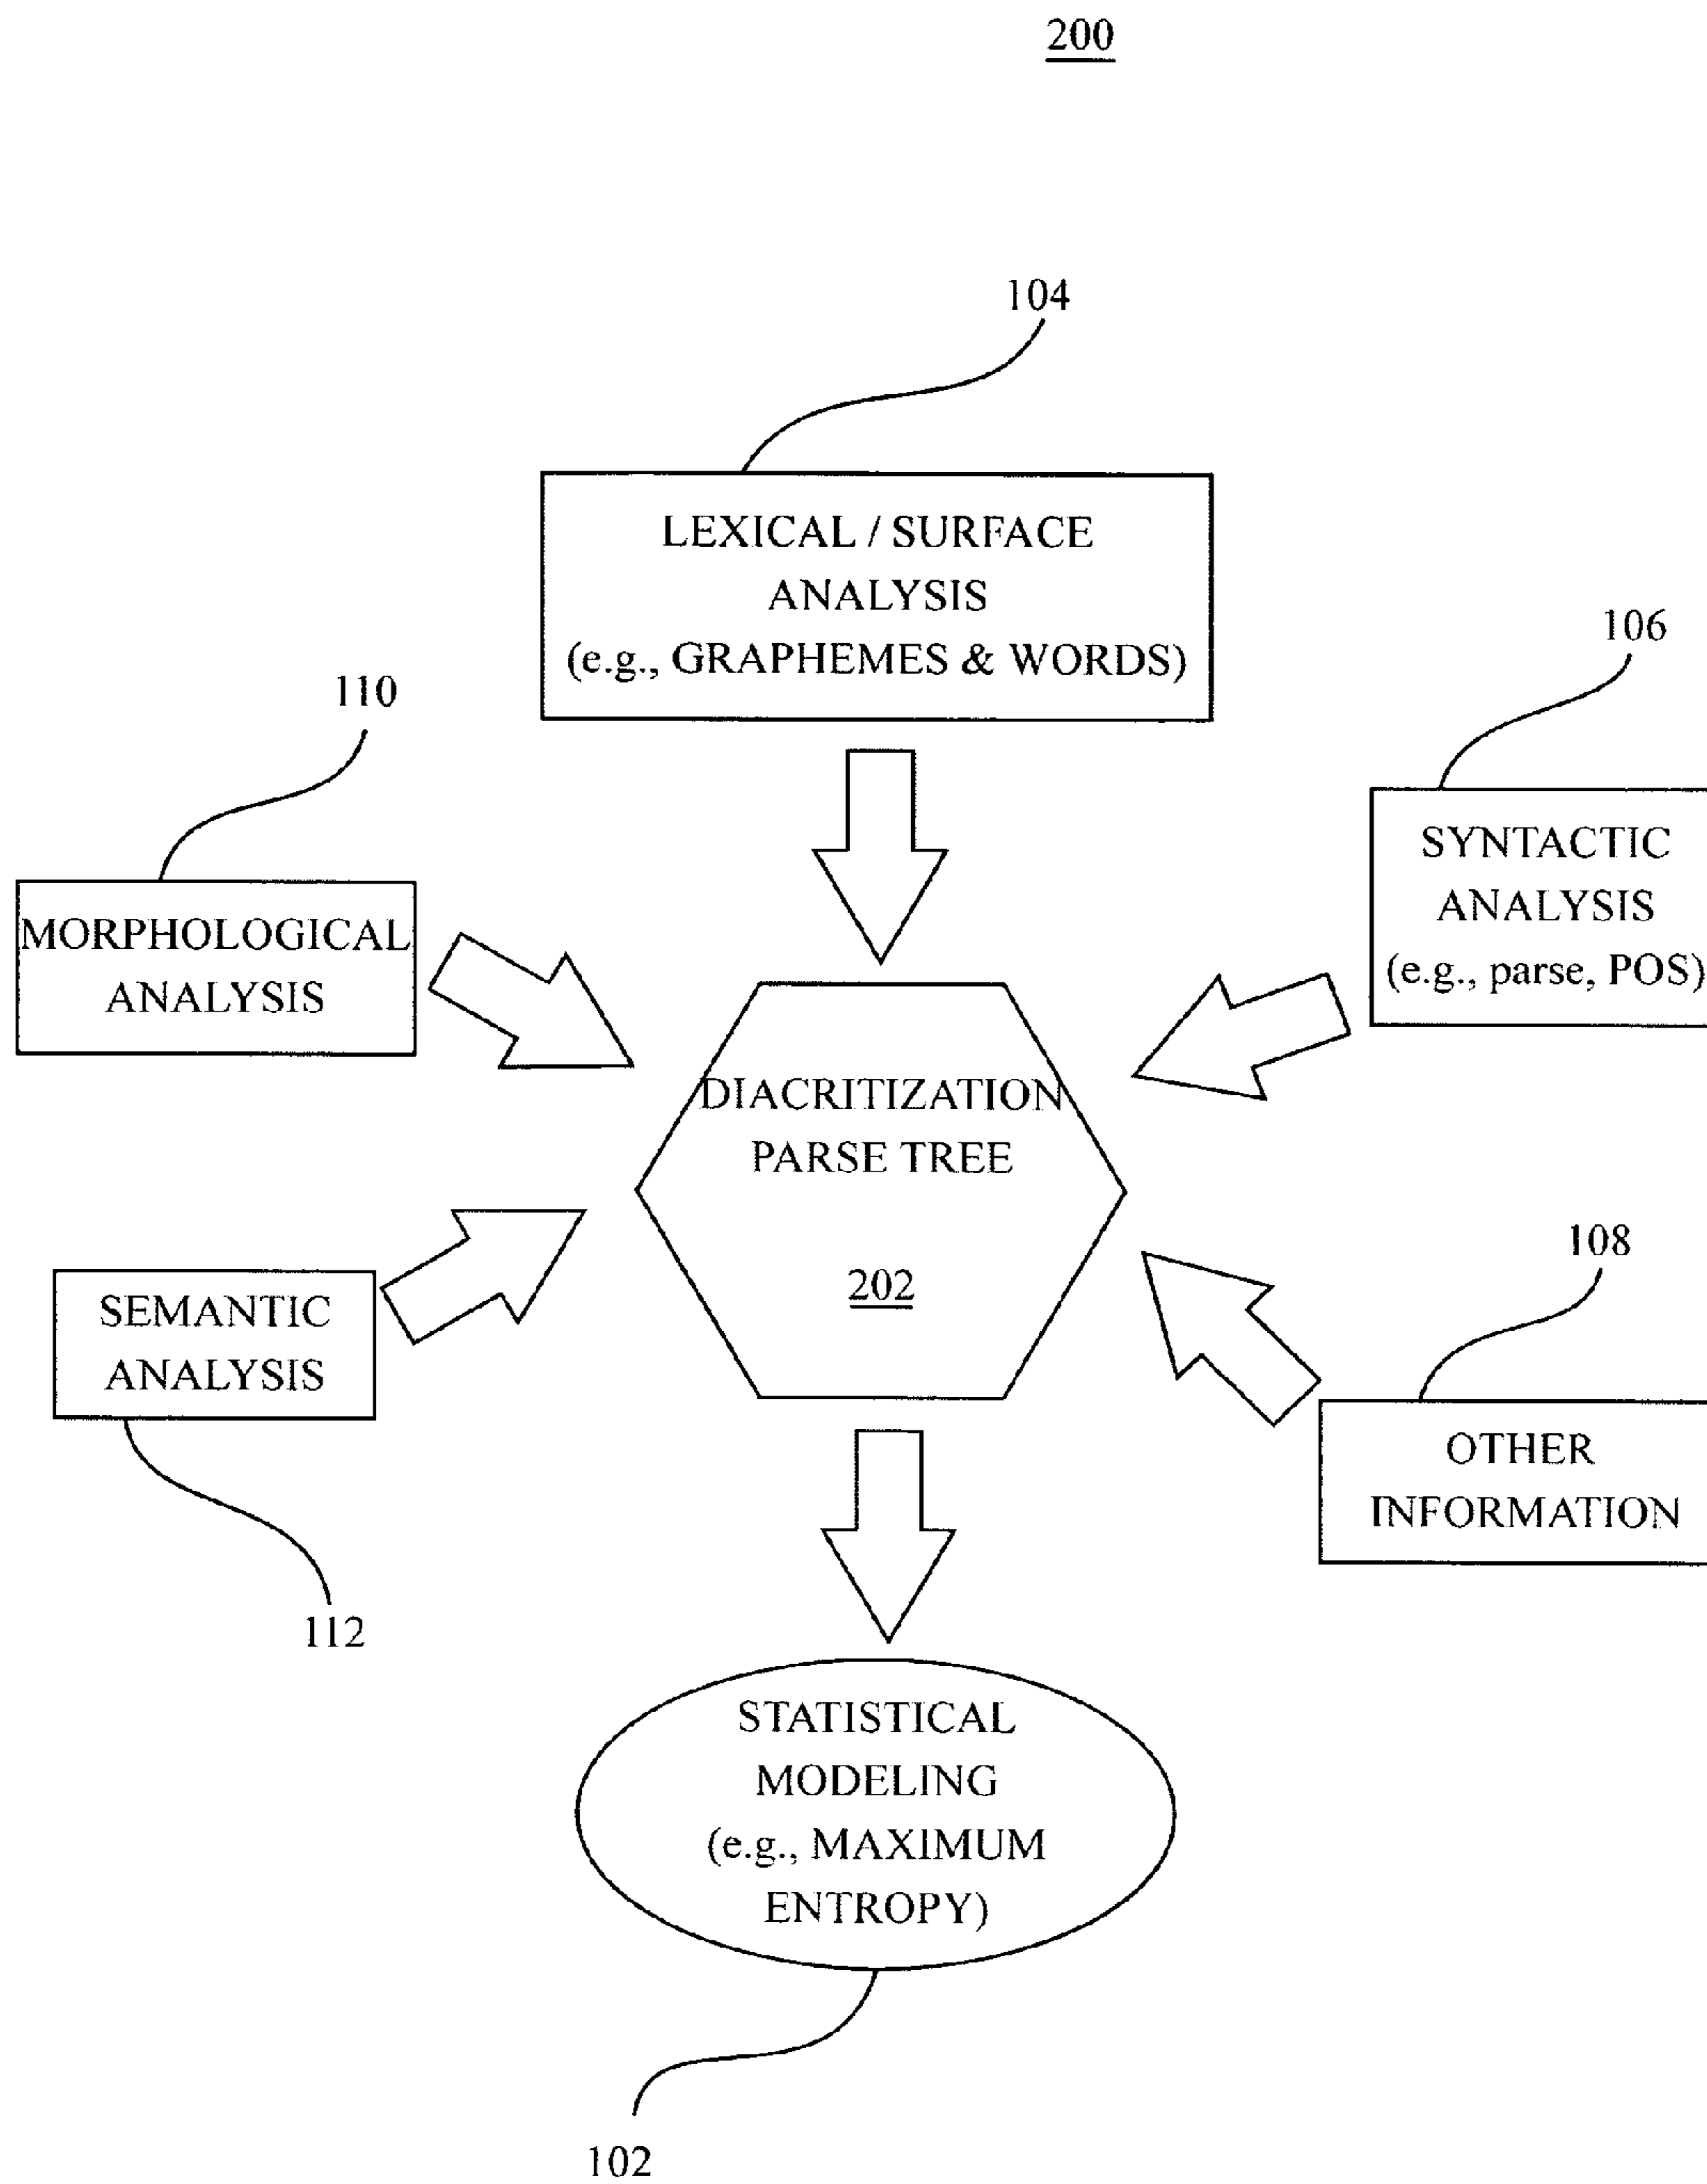 200
104
LEXICAL / SURFACE
ANALYSIS
(e.g., GRAPHEMES & WORDS)
106
110
SYNTACTIC
ANALYSIS
(e.g., parse, POS)
MORPHOLOGICAL
ANALYSIS
DIACRITIZATION
PARSE TREE
202
108
SEMANTIC
ANALYSIS
OTHER
INFORMATION
112
STATISTICAL
MODELING
(e.g., MAXIMUM
ENTROPY)
102